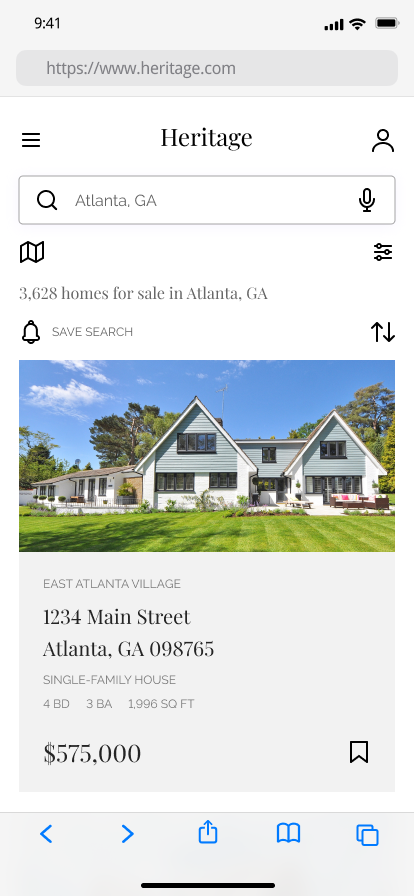 9:41
https://www.heritage.com
Heritage
Atlanta, GA
3,628 homes for sale in Atlanta, GA
SAVE SEARCH
EAST ATLANTA VILLAGE
1234 Main Street
Atlanta, GA 098765
SINGLE-FAMILY HOUSE
4 BD 3 BA 1,996 SQ FT
$575,000